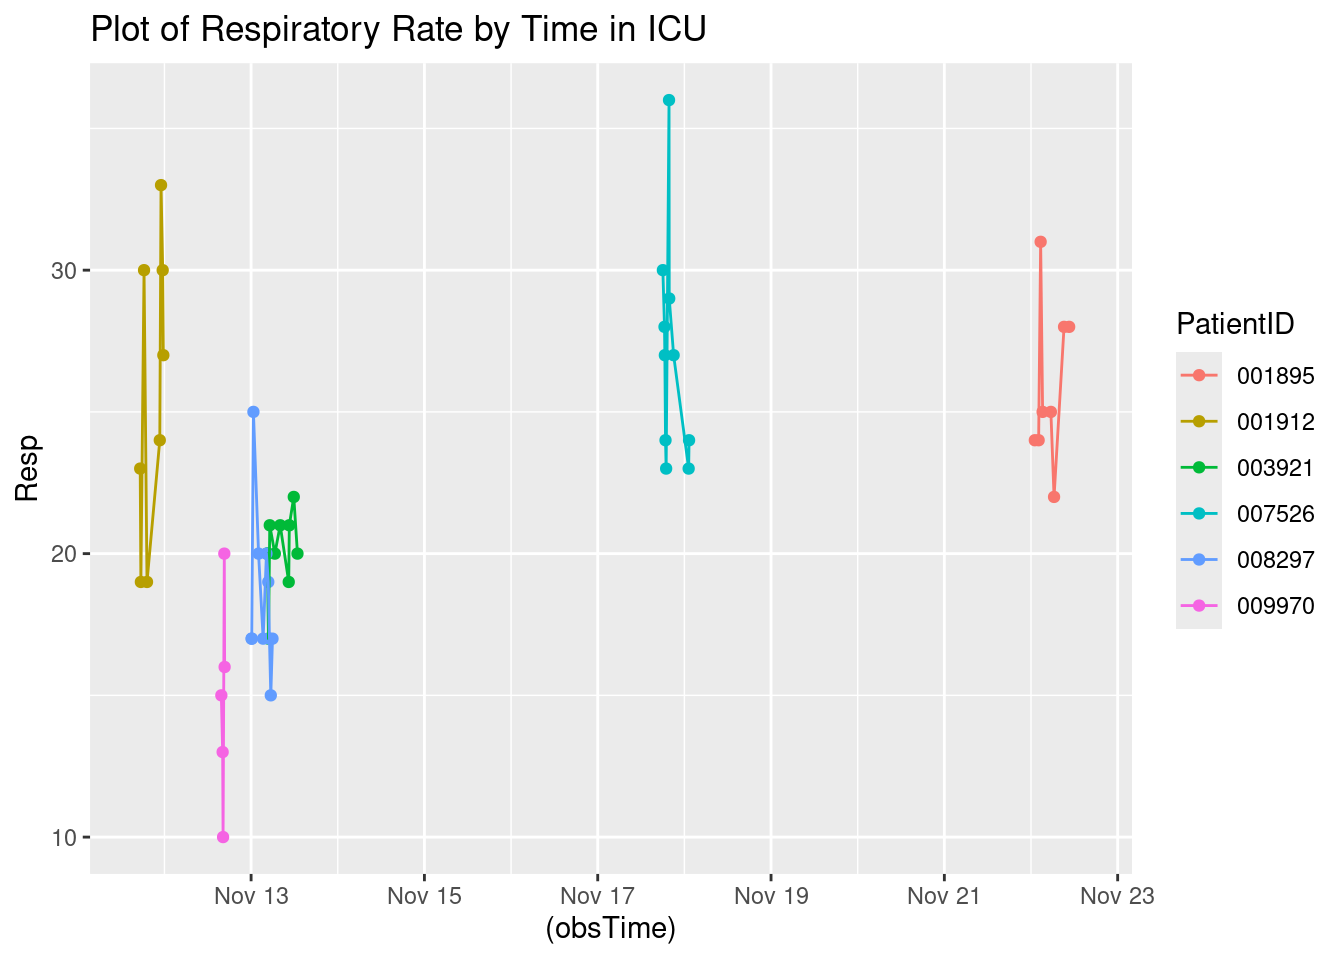 Plot of Respiratory Rate by Time in ICU
Resp
30
20
10
Nov 13 Nov 15 Nov 17 Nov 19 Nov 21 Nov 23
(obsTime)
PatientID
001895
001912
003921
007526
008297
009970